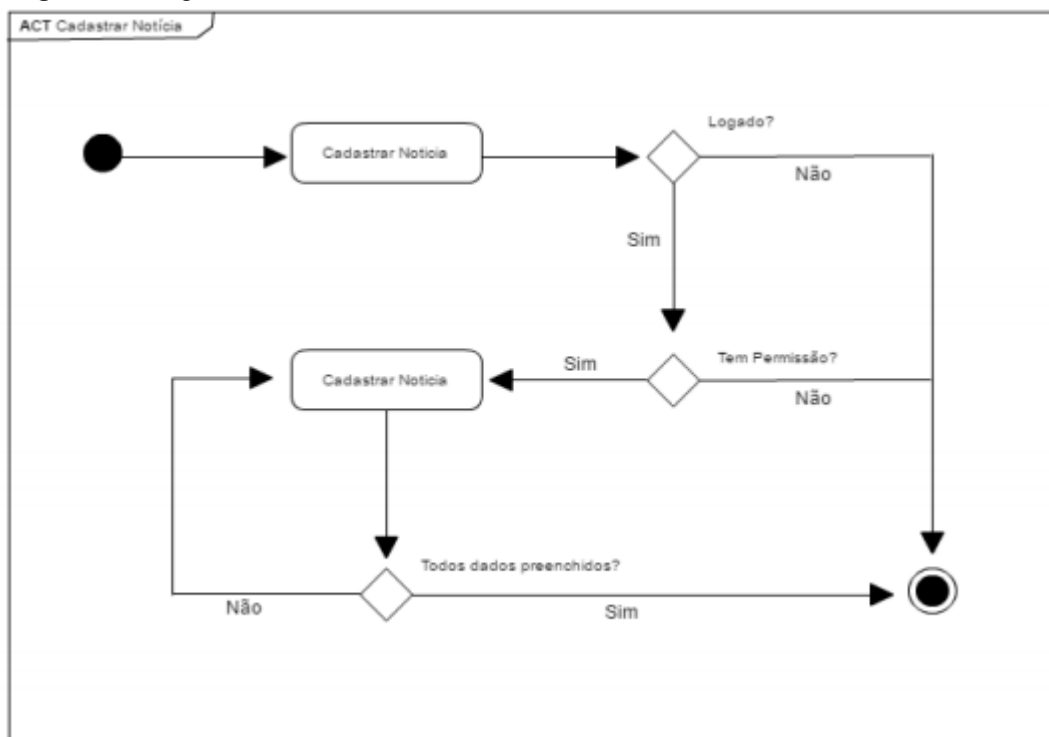 ACT Cadastrar Notícia
Logado?
Cadastrar Noticia
Não
Sim
Tem Permissão?
Sim
Cadastrar Noticia
Não
Todos dados preenchidos?
Não
Sim